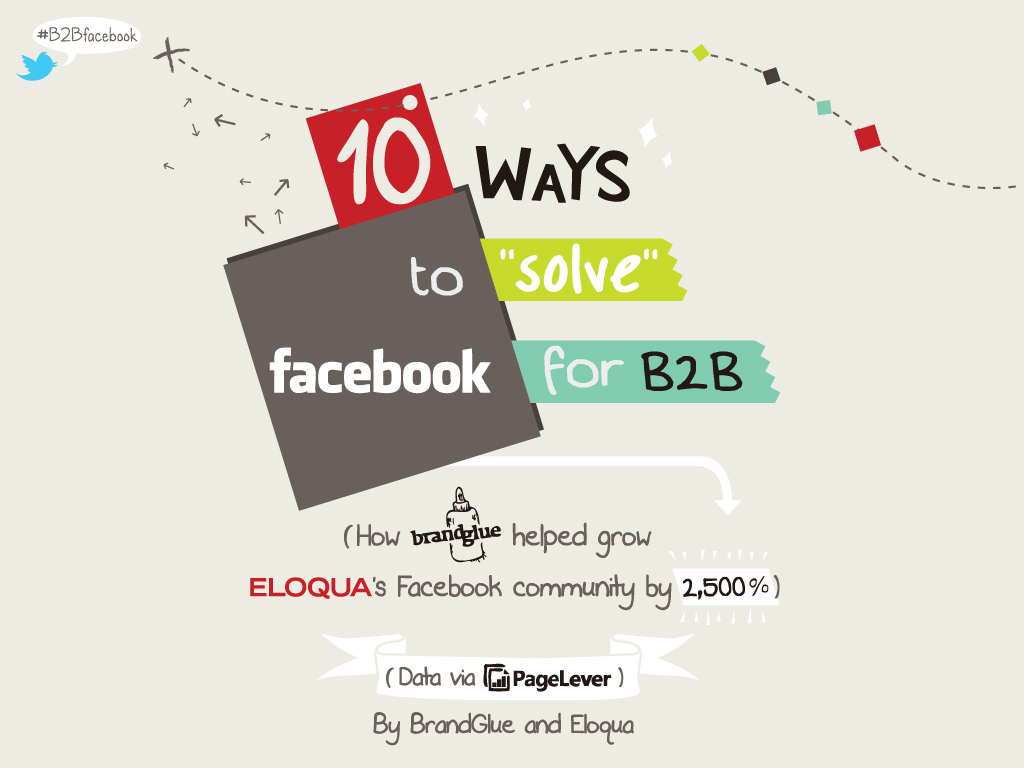 #B2Bfacebook
10 WAYS
to "solve"
facebook for B2B
(How brandglue helped grow
ELOQUA's Facebook community by 2,500%)
(Data via PageLever)
By BrandGlue and Eloqua